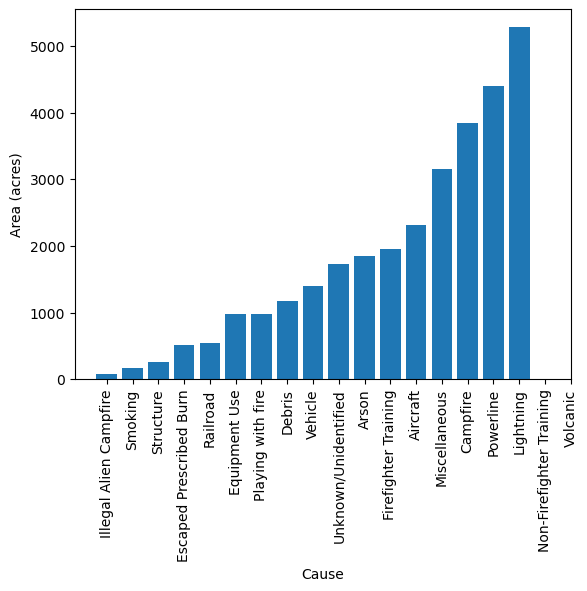 5000
4000
3000
2000
1000
0
Area (acres)
Illegal Alien Campfire
Smoking
Structure
Escaped Prescribed Burn
Railroad
Equipment Use
Playing with fire
Debris
Vehicle
Unknown/Unidentified
Arson
Firefighter Training
Aircraft
Miscellaneous
Campfire
Powerline
Lightning
Non-Firefighter Training
Volcanic
Cause